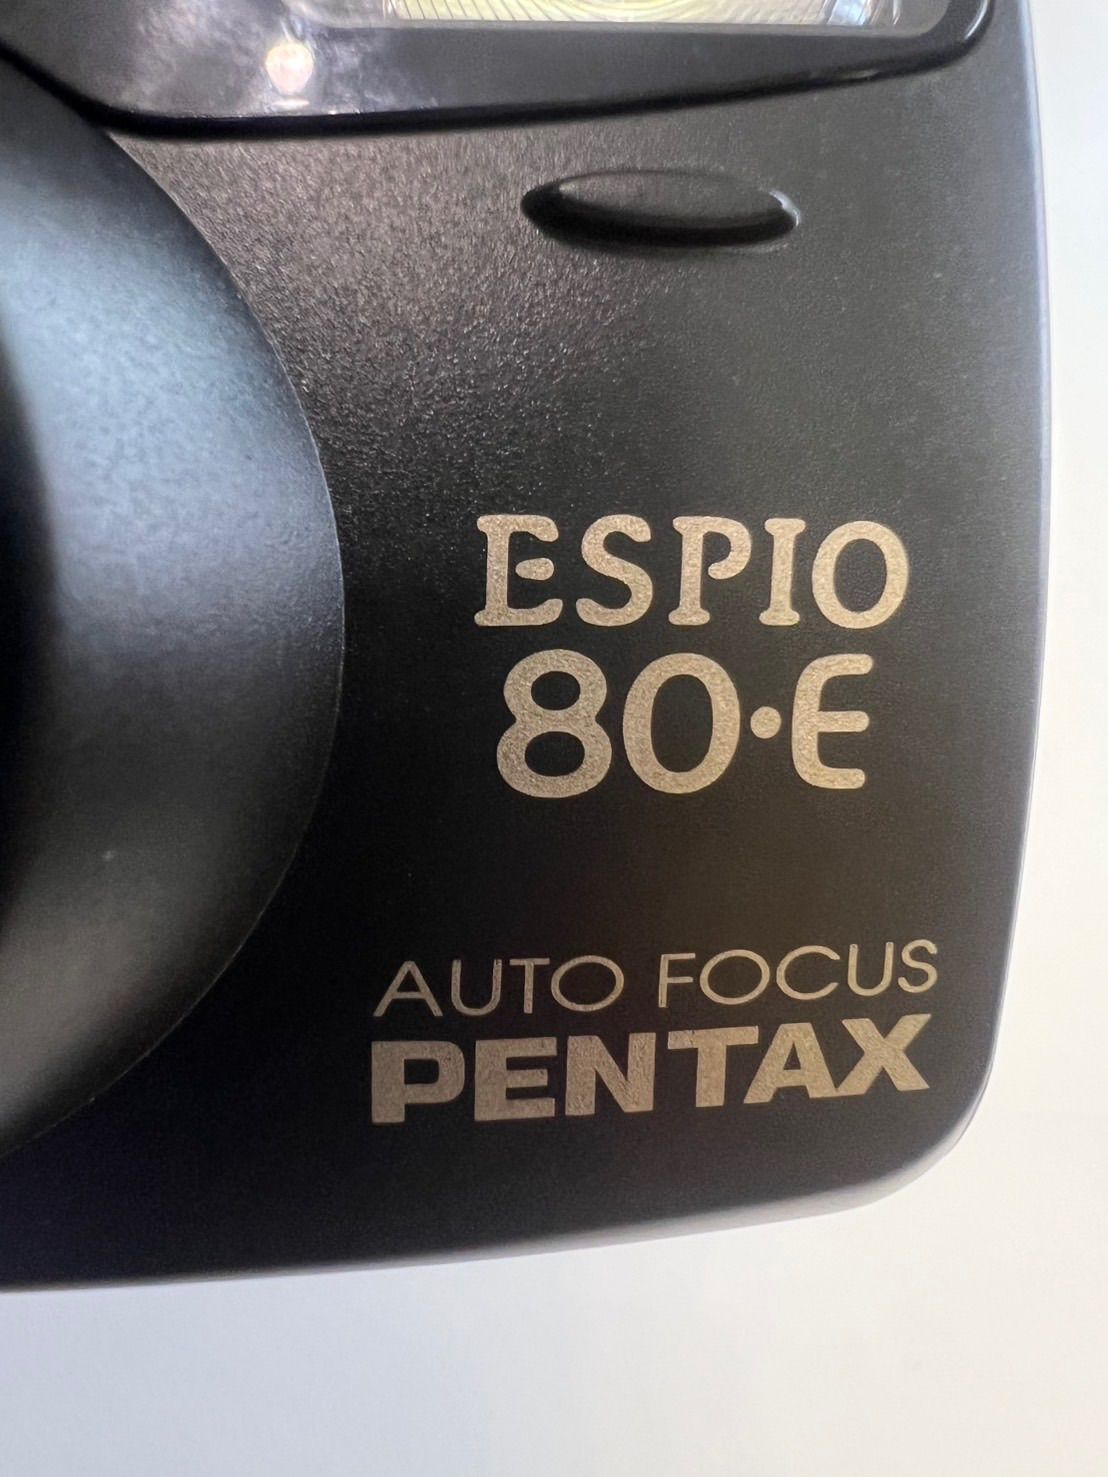 ESPIO
80·E
AUTO FOCUS
PENTAX